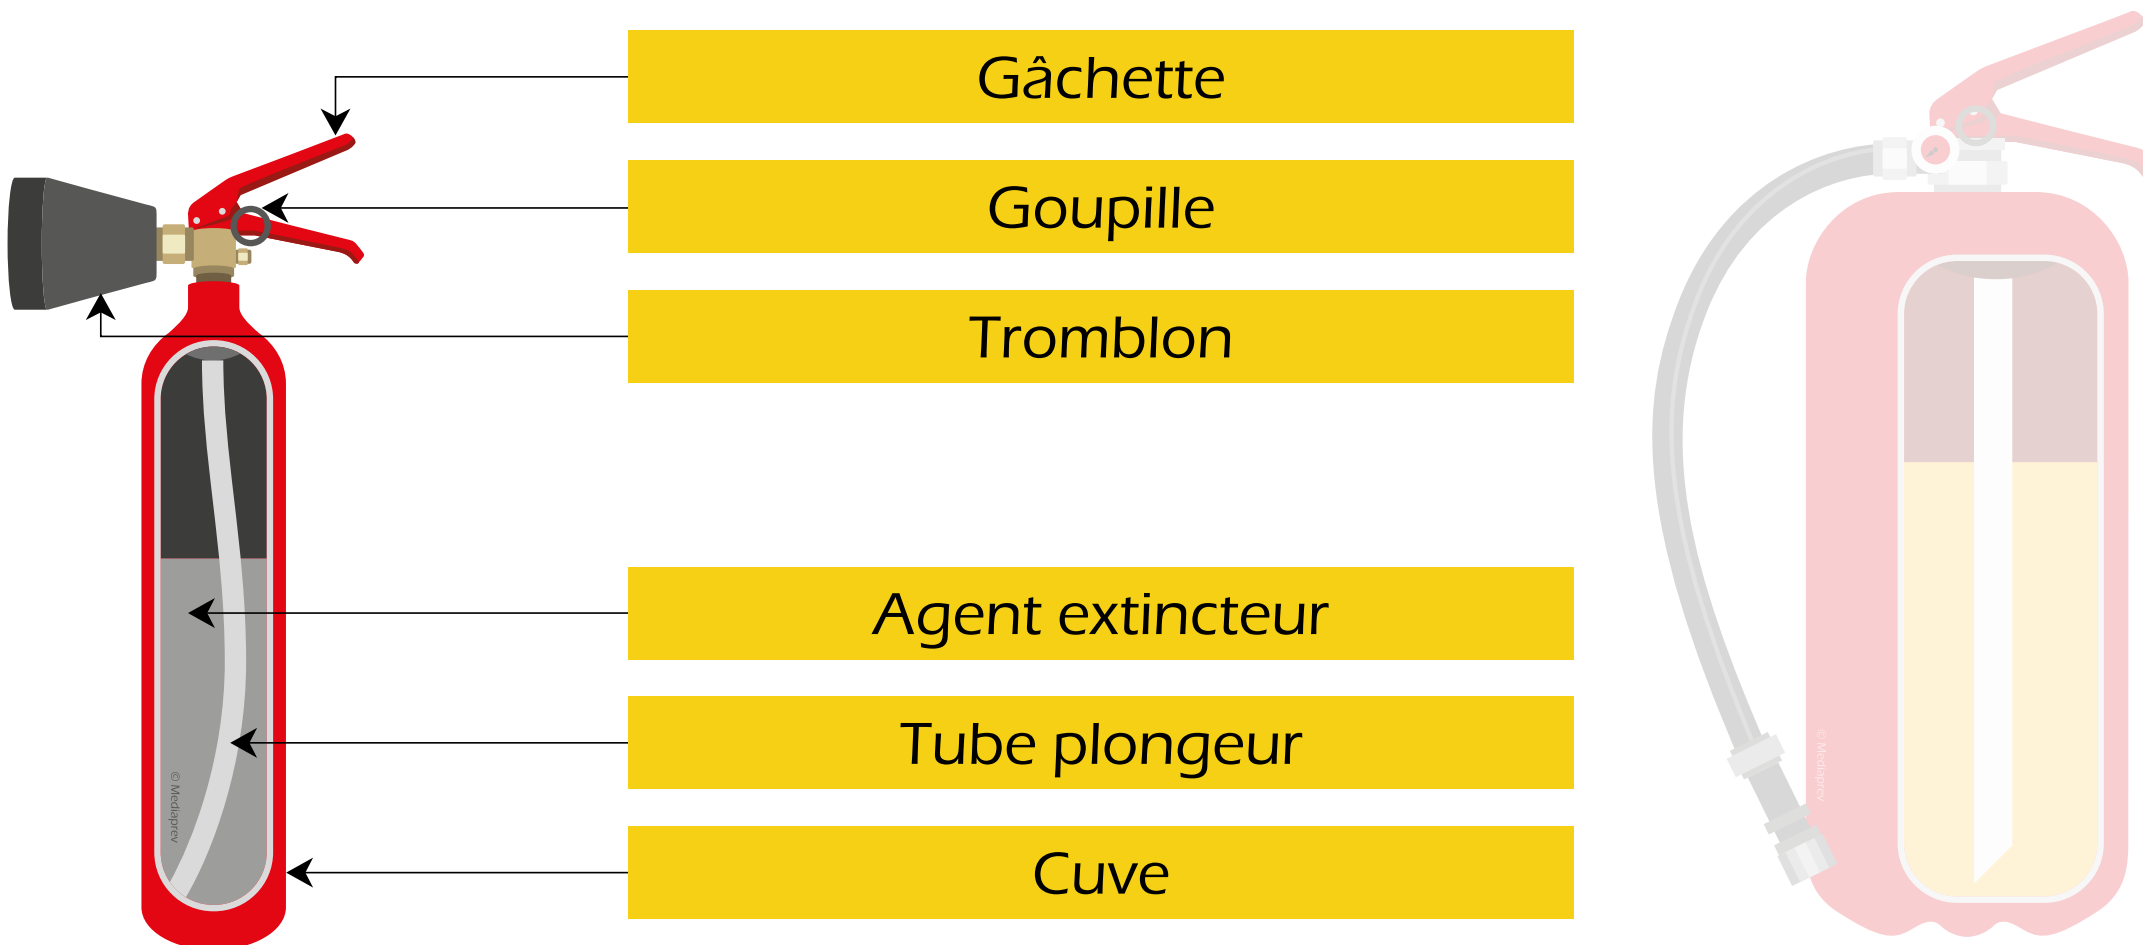 Gâchette
Goupille
Tromblon
Agent extincteur
Tube plongeur
Cuve
© Mediaprev
© Mediaprev